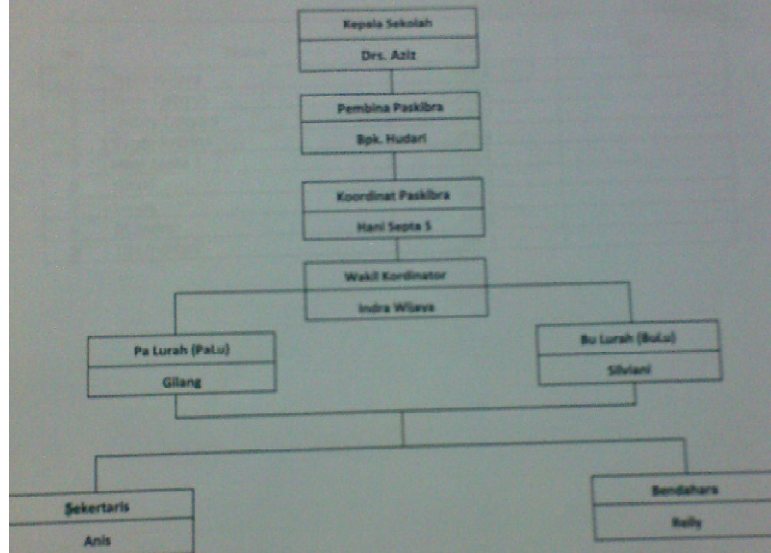 Kepala Sekolah
Drs. Aziz
Pembina Paskibra
Bpk. Hudari
Koordinat Paskibra
Hani Septa S
Wakil Kordinator
Indra Wijaya
Pa Lurah (PaLu)
Gilang
Bu Lurah (BuLu)
Silviani
Sekertaris
Anis
Bendahara
Relly